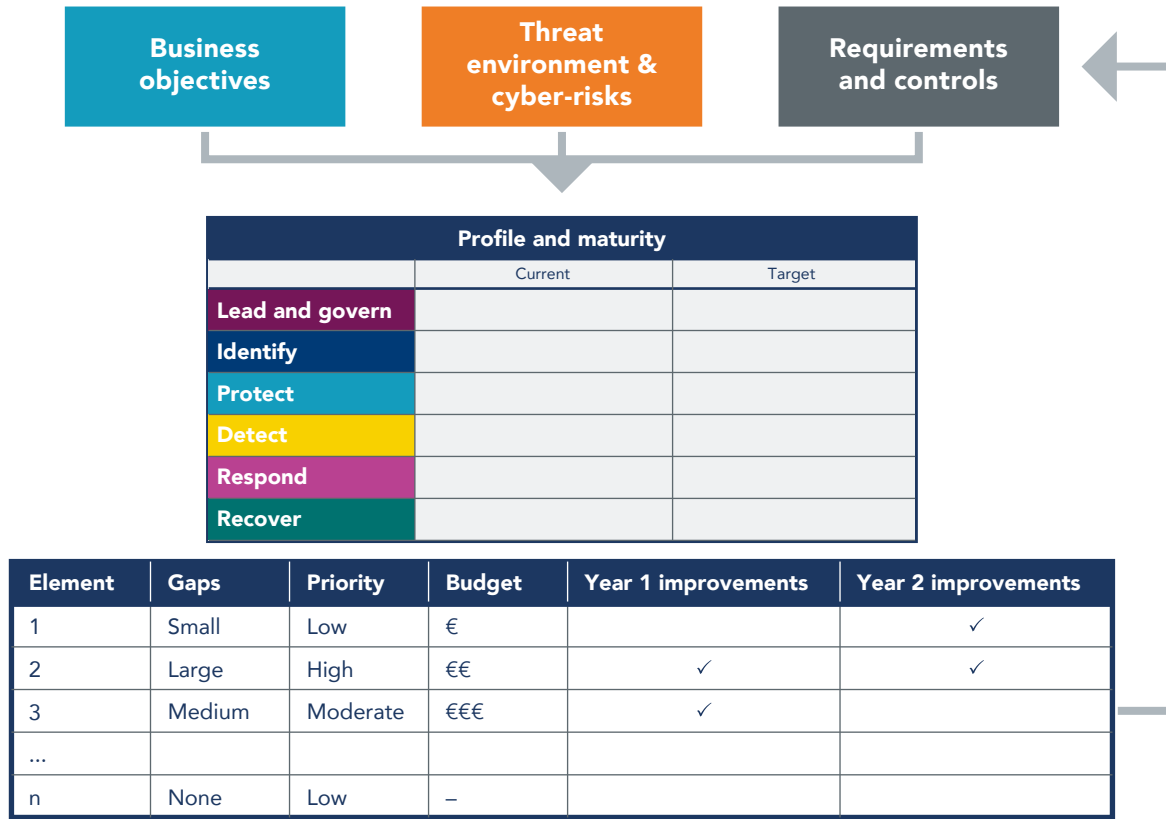 Business
objectives
Threat
environment &
cyber-risks
Requirements
and controls
Profile and maturity
Current Target
Lead and govern
Identify
Protect
Detect
Respond
Recover
Element Gaps Priority Budget Year 1 improvements Year 2 improvements
1 Small Low € ✓
2 Large High €€ ✓ ✓
3 Medium Moderate €€€ ✓
...
n None Low –